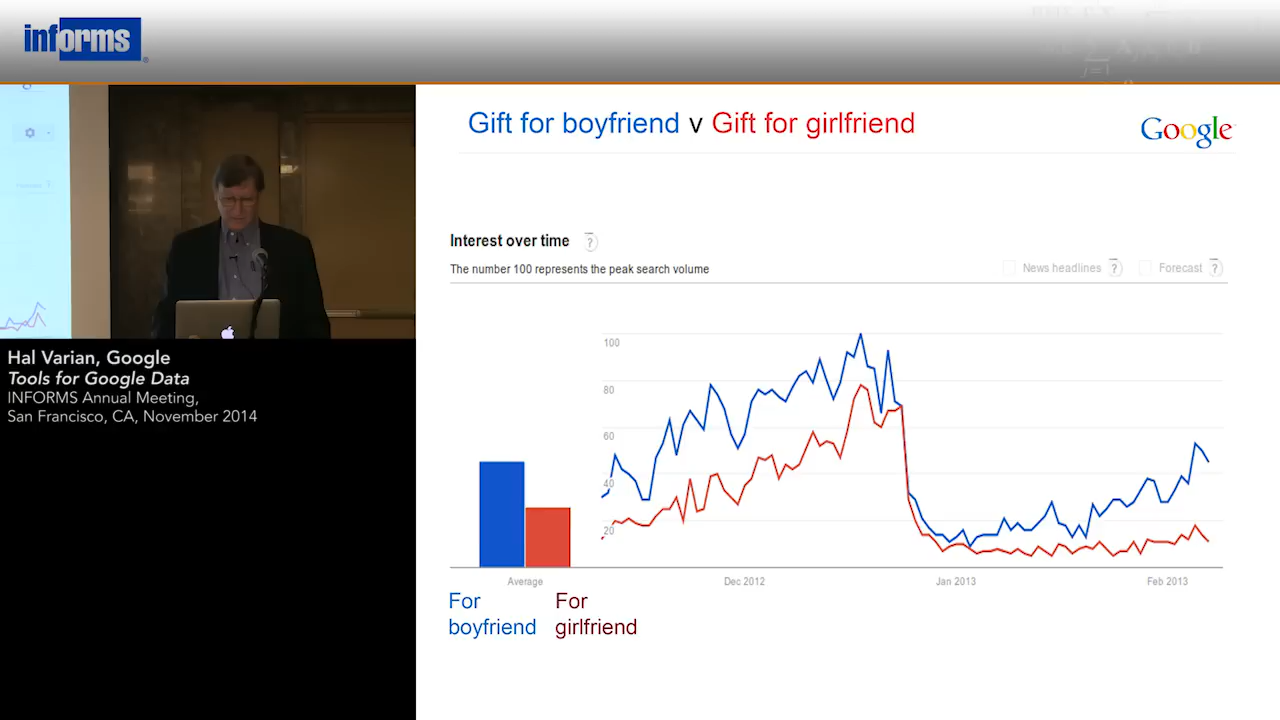 informs
Gift for boyfriend v Gift for girlfriend
Google
Interest over time ?
The number 100 represents the peak search volume
News headlines ? Forecast ?
100
80
60
40
20
Average Dec 2012 Jan 2013 Feb 2013
For boyfriend
For girlfriend
Hal Varian, Google
Tools for Google Data
INFORMS Annual Meeting,
San Francisco, CA, November 2014